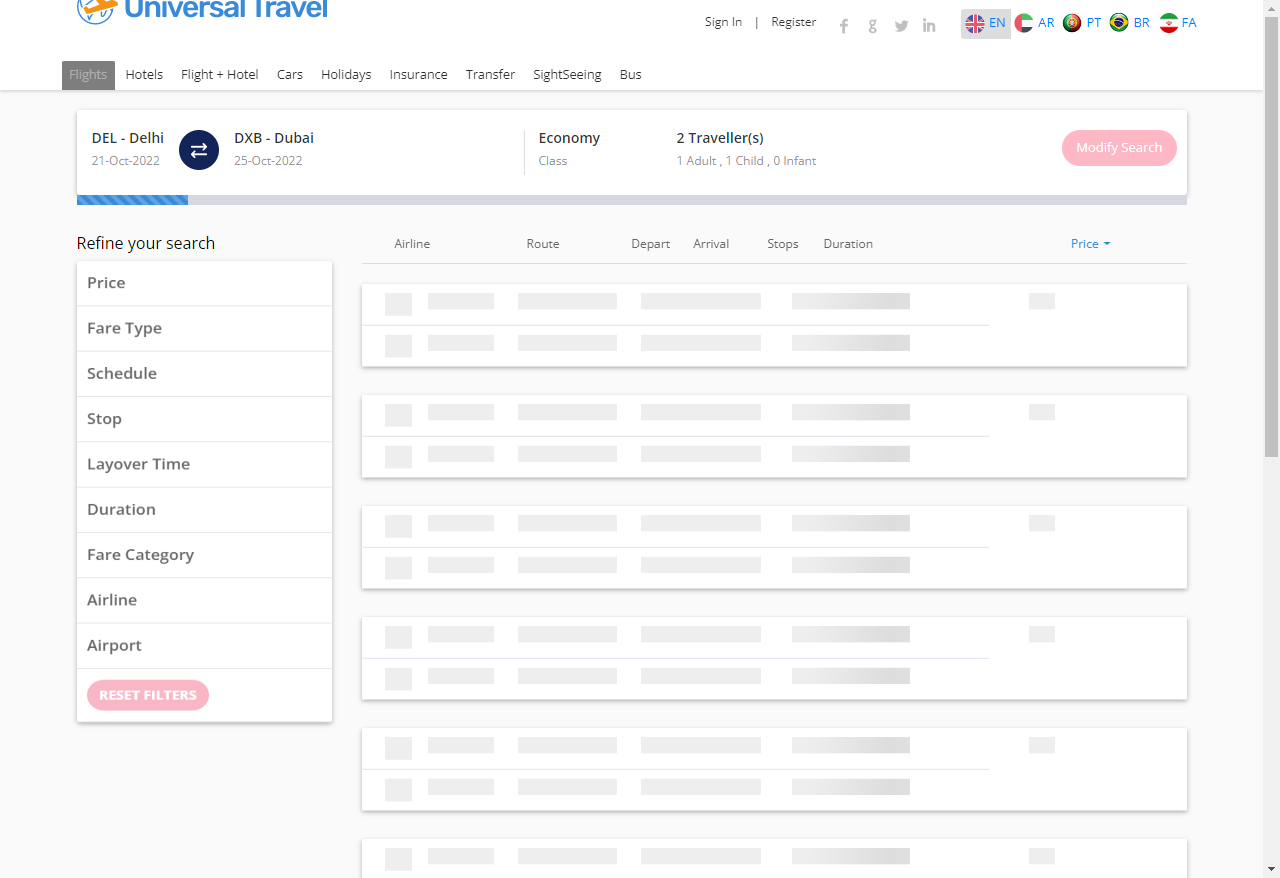 Universal Travel
Sign In | Register
EN AR PT BR FA
Flights Hotels Flight + Hotel Cars Holidays Insurance Transfer SightSeeing Bus
DEL - Delhi DXB - Dubai Economy 2 Traveller(s)
21-Oct-2022 25-Oct-2022 Class 1 Adult , 1 Child , 0 Infant
Modify Search
Refine your search
Airline Route Depart Arrival Stops Duration Price
Price
Fare Type
Schedule
Stop
Layover Time
Duration
Fare Category
Airline
Airport
RESET FILTERS